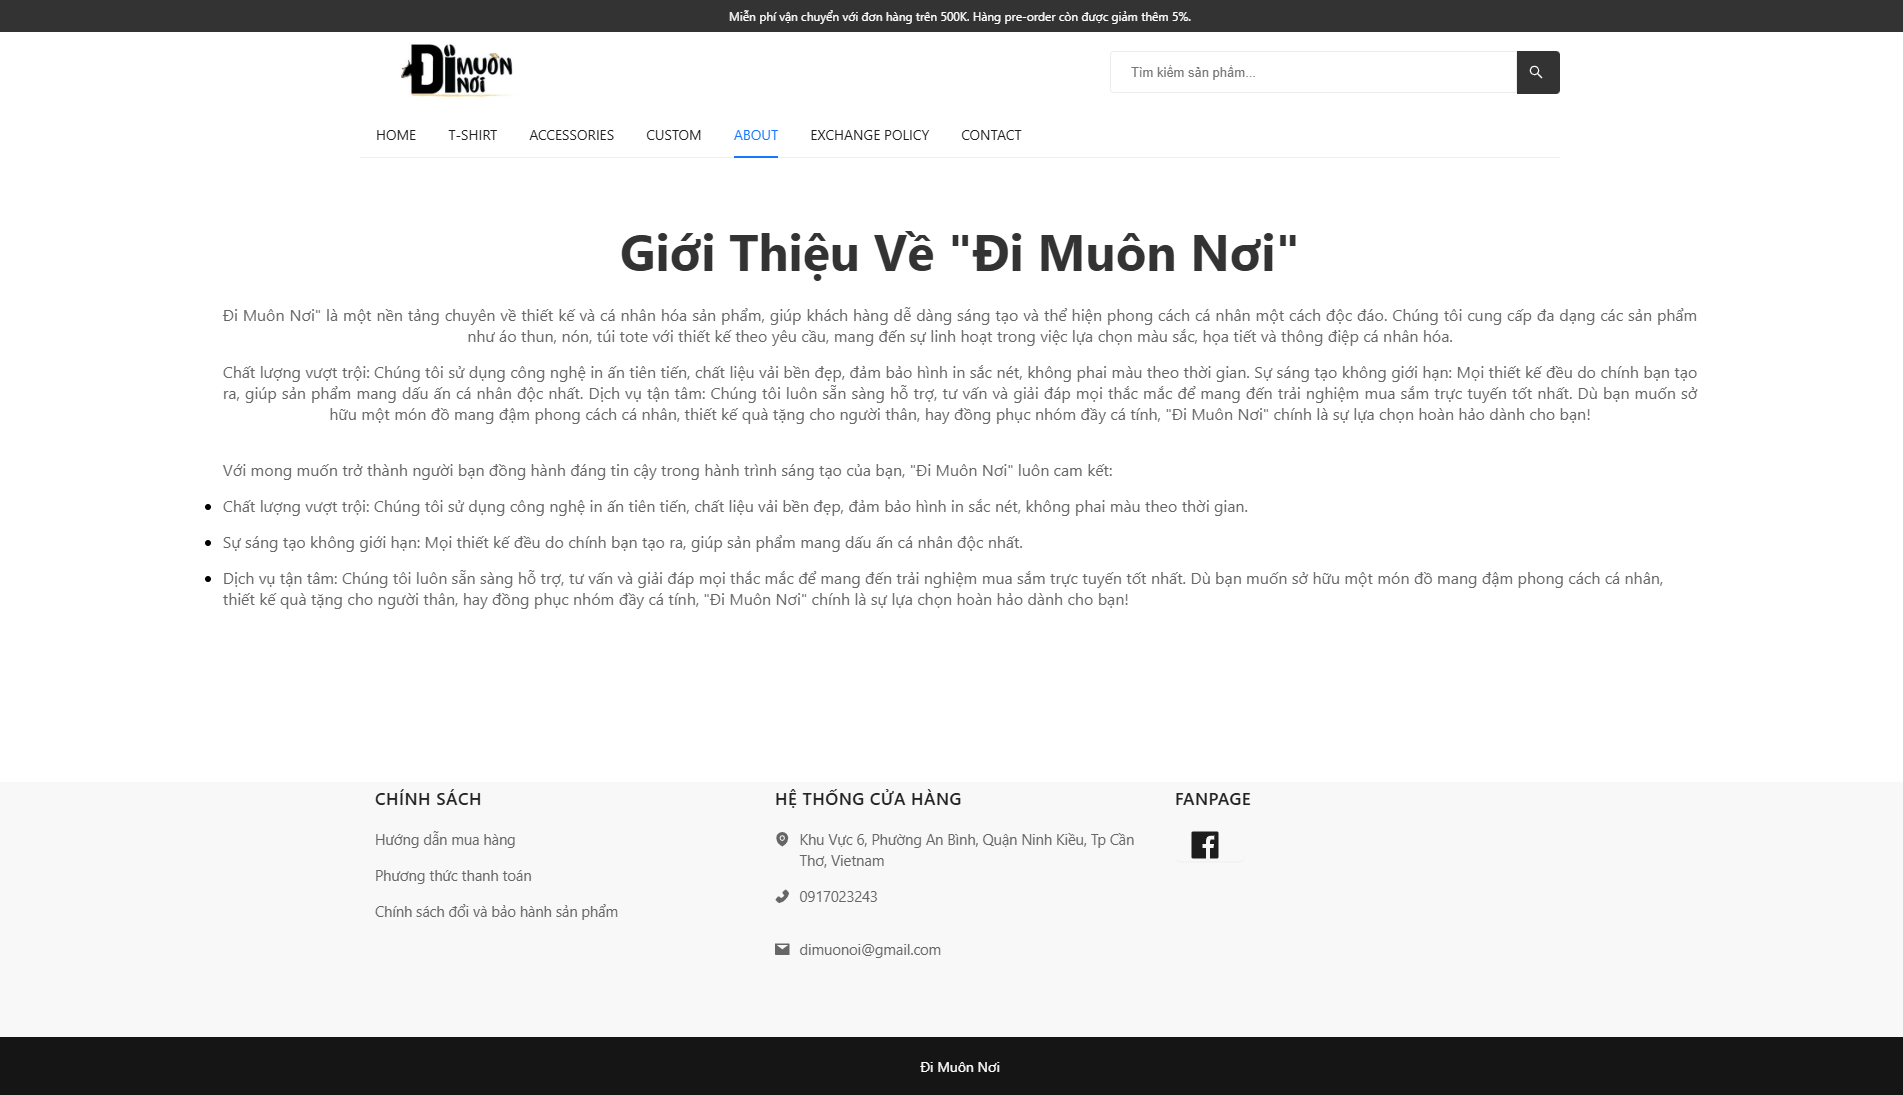 Miễn phí vận chuyển với đơn hàng trên 500K. Hàng pre-order còn được giảm thêm 5%.
Đi MUÔN
NƠI
Tìm kiếm sản phẩm...
HOME T-SHIRT ACCESSORIES CUSTOM ABOUT EXCHANGE POLICY CONTACT
Giới Thiệu Về "Đi Muôn Nơi"
Đi Muôn Nơi" là một nền tảng chuyên về thiết kế và cá nhân hóa sản phẩm, giúp khách hàng dễ dàng sáng tạo và thể hiện phong cách cá nhân một cách độc đáo. Chúng tôi cung cấp đa dạng các sản phẩm
như áo thun, nón, túi tote với thiết kế theo yêu cầu, mang đến sự linh hoạt trong việc lựa chọn màu sắc, họa tiết và thông điệp cá nhân hóa.
Chất lượng vượt trội: Chúng tôi sử dụng công nghệ in ấn tiên tiến, chất liệu vải bền đẹp, đảm bảo hình in sắc nét, không phai màu theo thời gian. Sự sáng tạo không giới hạn: Mọi thiết kế đều do chính bạn tạo
ra, giúp sản phẩm mang dấu ấn cá nhân độc nhất. Dịch vụ tận tâm: Chúng tôi luôn sẵn sàng hỗ trợ, tư vấn và giải đáp mọi thắc mắc để mang đến trải nghiệm mua sắm trực tuyến tốt nhất. Dù bạn muốn sở
hữu một món đồ mang đậm phong cách cá nhân, thiết kế quà tặng cho người thân, hay đồng phục nhóm đầy cá tính, "Đi Muôn Nơi" chính là sự lựa chọn hoàn hảo dành cho bạn!
Với mong muốn trở thành người bạn đồng hành đáng tin cậy trong hành trình sáng tạo của bạn, "Đi Muôn Nơi" luôn cam kết:
Chất lượng vượt trội: Chúng tôi sử dụng công nghệ in ấn tiên tiến, chất liệu vải bền đẹp, đảm bảo hình in sắc nét, không phai màu theo thời gian.
Sự sáng tạo không giới hạn: Mọi thiết kế đều do chính bạn tạo ra, giúp sản phẩm mang dấu ấn cá nhân độc nhất.
Dịch vụ tận tâm: Chúng tôi luôn sẵn sàng hỗ trợ, tư vấn và giải đáp mọi thắc mắc để mang đến trải nghiệm mua sắm trực tuyến tốt nhất. Dù bạn muốn sở hữu một món đồ mang đậm phong cách cá nhân,
thiết kế quà tặng cho người thân, hay đồng phục nhóm đầy cá tính, "Đi Muôn Nơi" chính là sự lựa chọn hoàn hảo dành cho bạn!
CHÍNH SÁCH
Hướng dẫn mua hàng
Phương thức thanh toán
Chính sách đổi và bảo hành sản phẩm
HỆ THỐNG CỬA HÀNG
Khu Vực 6, Phường An Bình, Quận Ninh Kiều, Tp Cần
Thơ, Vietnam
0917023243
dimuonoi@gmail.com
FANPAGE
Đi Muôn Nơi